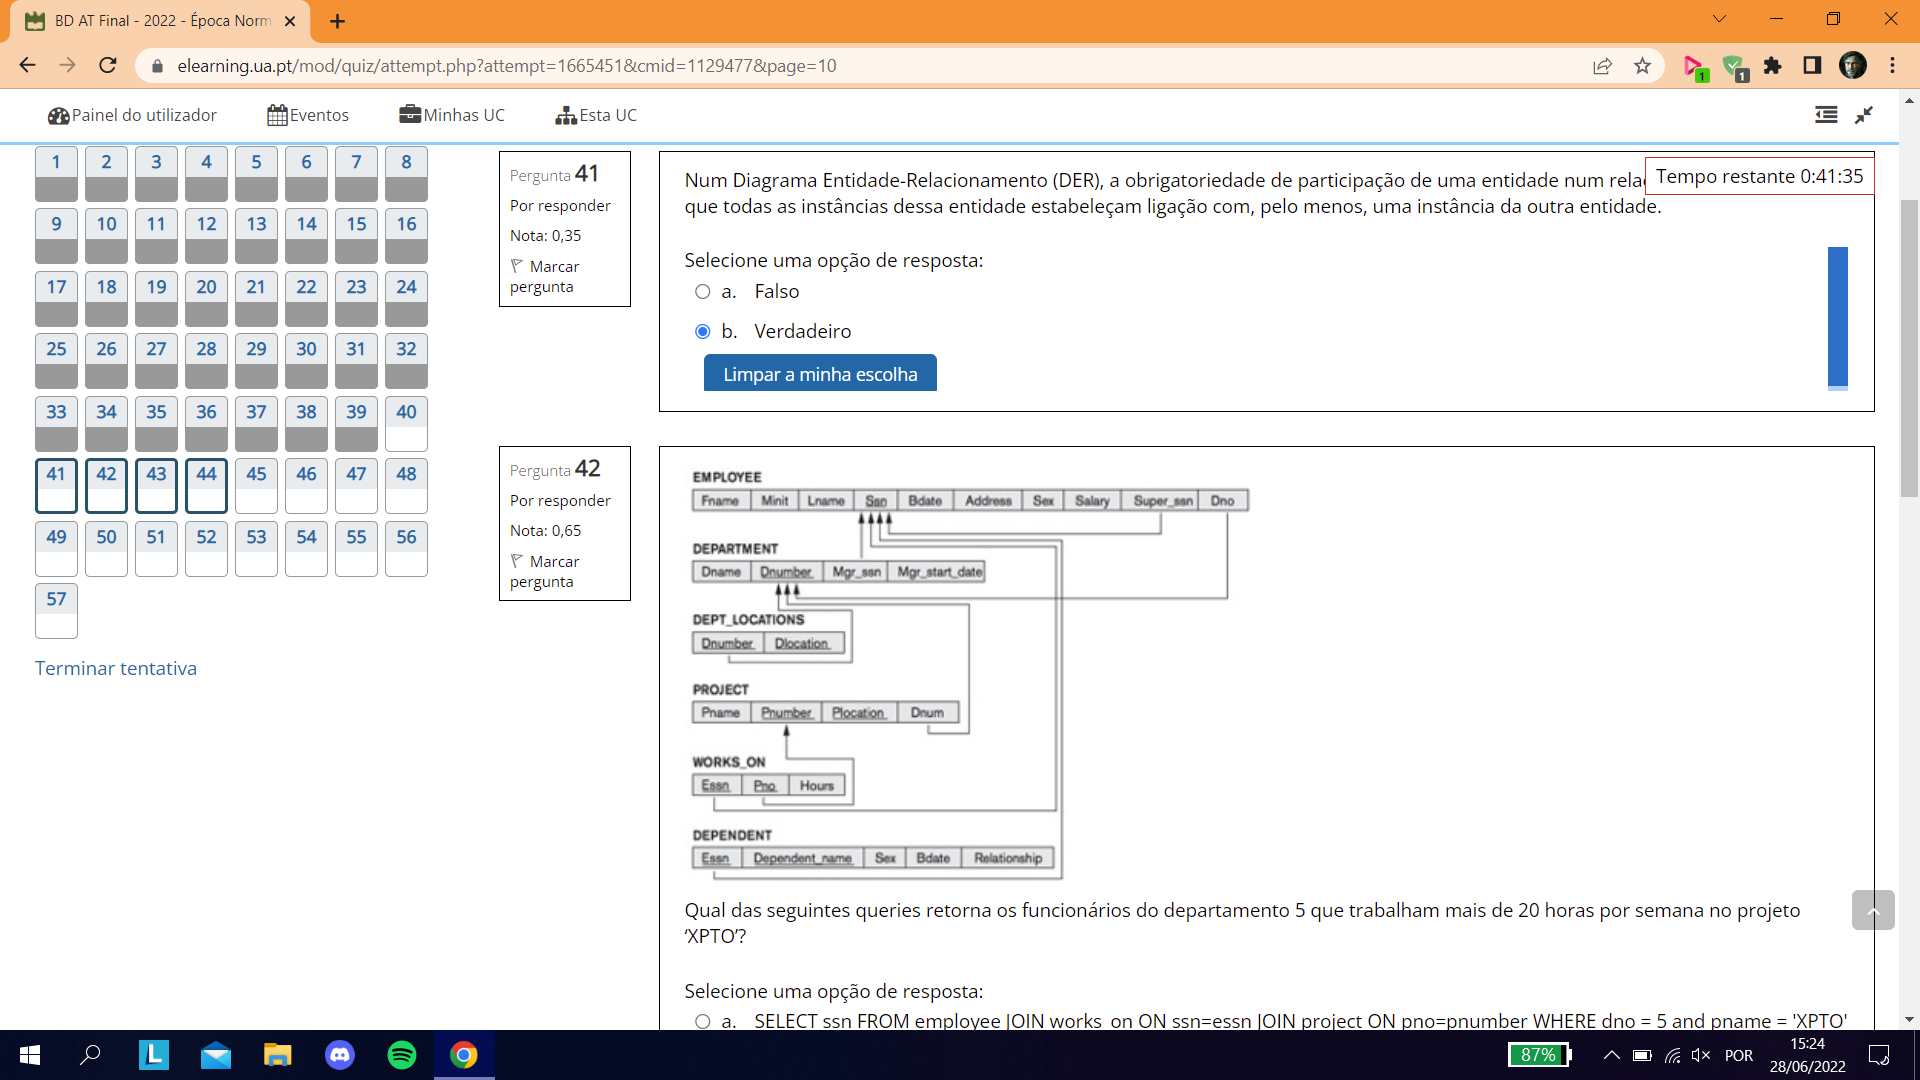 BD AT Final - 2022 - Época Norm
elearning.ua.pt/mod/quiz/attempt.php?attempt=1665451&cmid=1129477&page=10
1
1
Painel do utilizador
Eventos
Minhas UC
Esta UC
1 2 3 4 5 6 7 8
9 10 11 12 13 14 15 16
17 18 19 20 21 22 23 24
25 26 27 28 29 30 31 32
33 34 35 36 37 38 39 40
41 42 43 44 45 46 47 48
49 50 51 52 53 54 55 56
57
Terminar tentativa
Pergunta 41
Por responder
Nota: 0,35
Marcar
pergunta
Tempo restante 0:41:35
Num Diagrama Entidade-Relacionamento (DER), a obrigatoriedade de participação de uma entidade num
que todas as instâncias dessa entidade estabeleçam ligação com, pelo menos, uma instância da outra entidade.
Selecione uma opção de resposta:
a. Falso
b. Verdadeiro
Limpar a minha escolha
Pergunta 42
Por responder
Nota: 0,65
Marcar
pergunta
EMPLOYEE
Fname Minit Lname Ssn Bdate Address Sex Salary Super_ssn Dno
DEPARTMENT
Dname Dnumber Mgr_ssn Mgr_start_date
DEPT_LOCATIONS
Dnumber Dlocation
PROJECT
Pname Pnumber Plocation Dnum
WORKS_ON
Essn Pno Hours
DEPENDENT
Essn Dependent_name Sex Bdate Relationship
Qual das seguintes queries retorna os funcionários do departamento 5 que trabalham mais de 20 horas por semana no projeto
‘XPTO’?
Selecione uma opção de resposta:
a. SELECT ssn FROM employee JOIN works_on ON ssn=essn JOIN project ON pno=pnumber WHERE dno = 5 and pname = 'XPTO'
87%
POR
15:24
28/06/2022